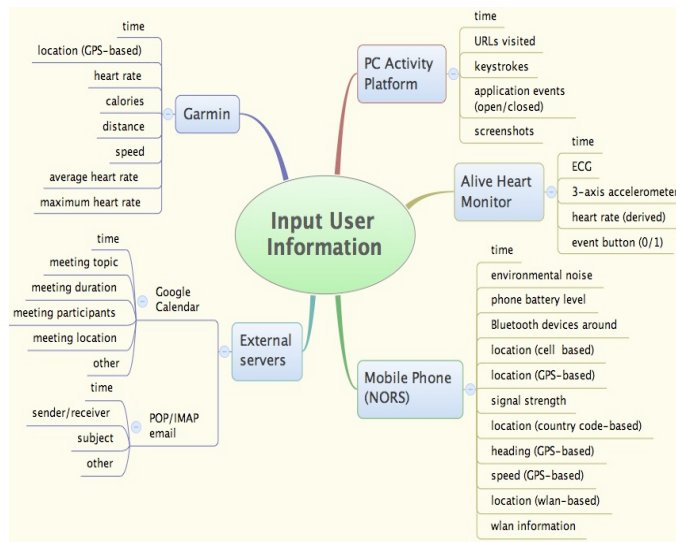 Input User
Information
Garmin
time
location (GPS-based)
heart rate
calories
distance
speed
average heart rate
maximum heart rate
PC Activity
Platform
time
URLs visited
keystrokes
application events
(open/closed)
screenshots
Alive Heart
Monitor
time
ECG
3-axis accelerometer
heart rate (derived)
event button (0/1)
External
servers
Google
Calendar
time
meeting topic
meeting duration
meeting participants
meeting location
other
POP/IMAP
email
time
sender/receiver
subject
other
Mobile Phone
(NORS)
time
environmental noise
phone battery level
Bluetooth devices around
location (cell based)
location (GPS-based)
signal strength
location (country code-based)
heading (GPS-based)
speed (GPS-based)
location (wlan-based)
wlan information